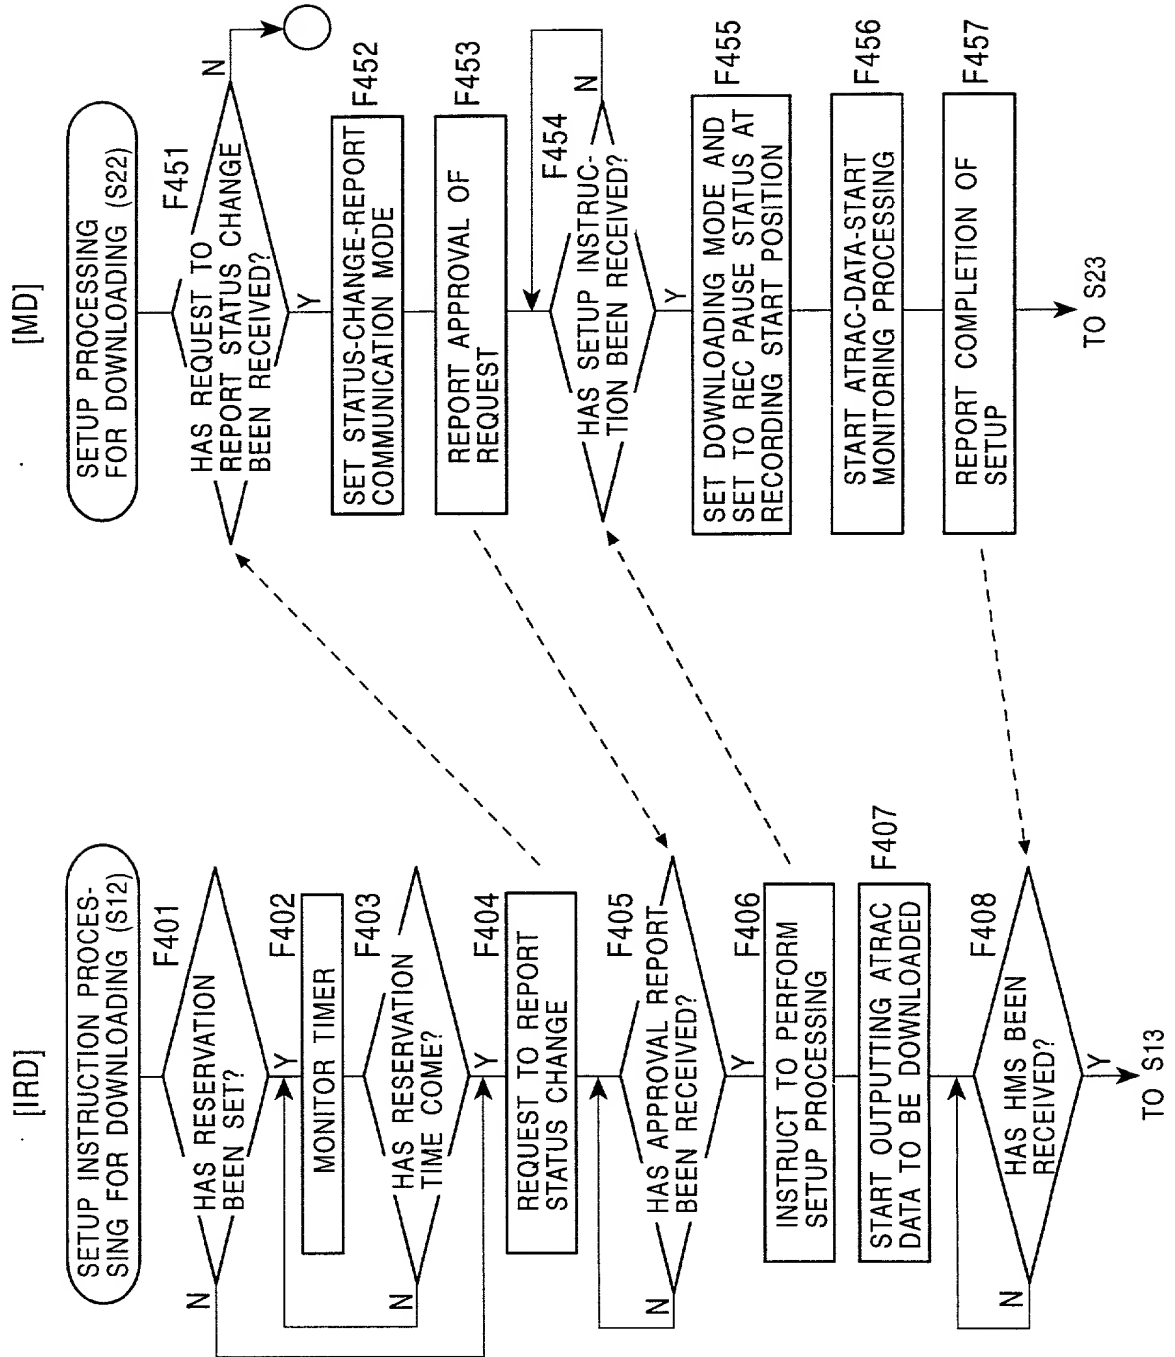 [IRD]
SETUP INSTRUCTION PROCES-
SING FOR DOWNLOADING (S12)
F401
HAS RESERVATION
BEEN SET?
N
Y
F402
MONITOR TIMER
F403
HAS RESERVATION
TIME COME?
N
Y
F404
REQUEST TO REPORT
STATUS CHANGE
F405
HAS APPROVAL REPORT
BEEN RECEIVED?
N
Y
F406
INSTRUCT TO PERFORM
SETUP PROCESSING
F407
START OUTPUTTING ATRAC
DATA TO BE DOWNLOADED
F408
HAS HMS BEEN
RECEIVED?
N
Y
TO S13
[MD]
SETUP PROCESSING
FOR DOWNLOADING (S22)
F451
HAS REQUEST TO
REPORT STATUS CHANGE
BEEN RECEIVED?
N
Y
F452
SET STATUS-CHANGE-REPORT
COMMUNICATION MODE
F453
REPORT APPROVAL OF
REQUEST
F454
HAS SETUP INSTRUC-
TION BEEN RECEIVED?
N
Y
F455
SET DOWNLOADING MODE AND
SET TO REC PAUSE STATUS AT
RECORDING START POSITION
F456
START ATRAC-DATA-START
MONITORING PROCESSING
F457
REPORT COMPLETION OF
SETUP
TO S23